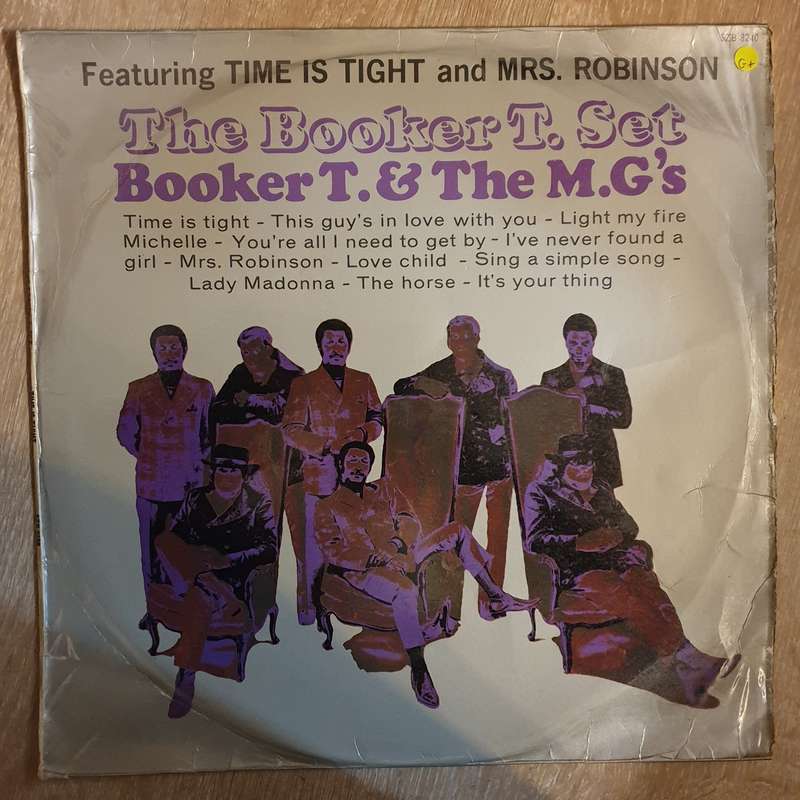 SZB 8240
G+
Featuring TIME IS TIGHT and MRS. ROBINSON
The Booker T. Set
Booker T. & The M.G's
Time is tight - This guy's in love with you - Light my fire
Michelle - You're all I need to get by - I've never found a
girl - Mrs. Robinson - Love child - Sing a simple song -
Lady Madonna - The horse - It's your thing